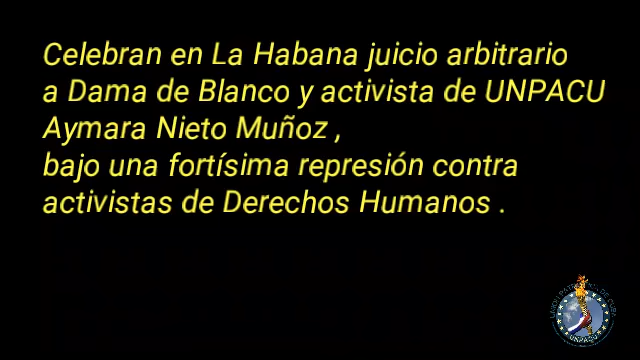 Celebran en La Habana juicio arbitrario
a Dama de Blanco y activista de UNPACU
Aymara Nieto Muñoz ,
bajo una fortísima represión contra
activistas de Derechos Humanos .
UNPACU